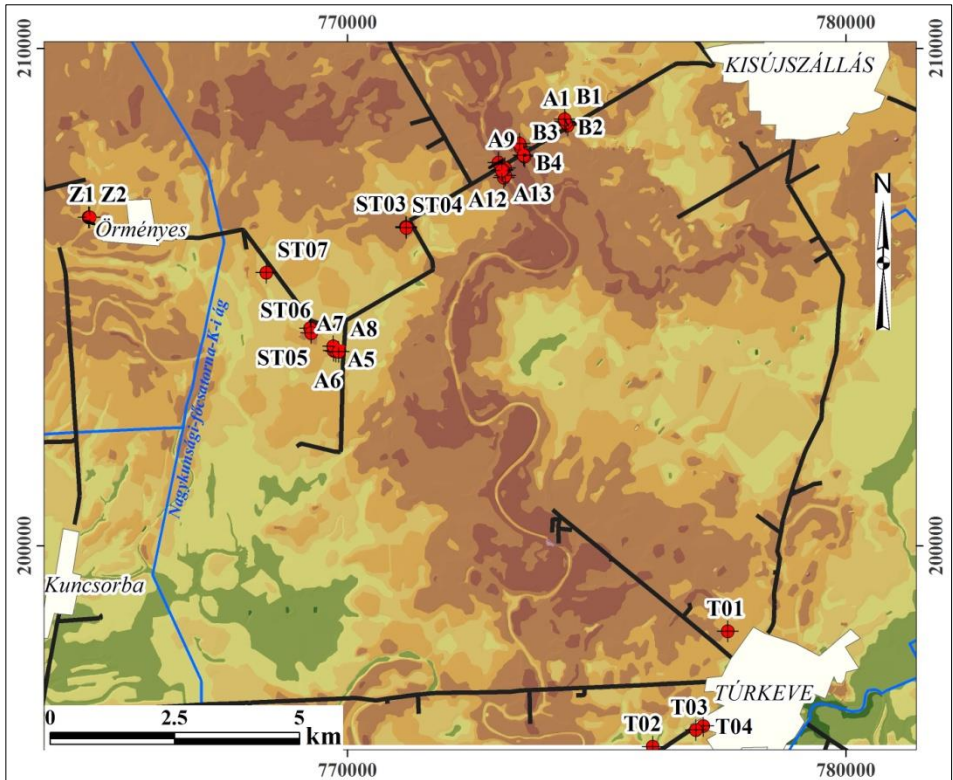 770000
780000
210000
210000
KISÚJSZÁLLÁS
A1 B1
B3 B2
A9
B4
Z1 Z2
ST03 ST04 A12 A13
N
Örményes
ST07
ST06 A7 A8
ST05 A6 A5
Nagykunsági-főcsatorna-K-i ág
200000
200000
Kuncsorba
T01
TÚRKEVE
T03
T02 T04
0 2.5 5
km
770000
780000